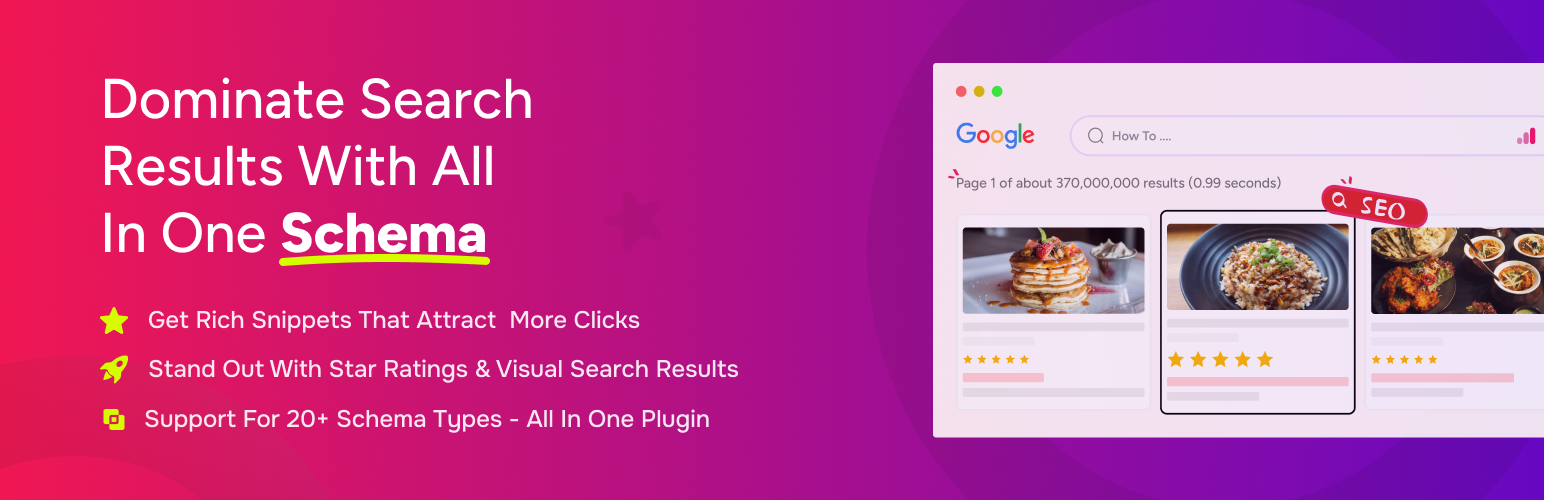 Dominate Search
Results With All
In One Schema
Get Rich Snippets That Attract  More Clicks
Stand Out With Star Ratings & Visual Search Results
Support For 20+ Schema Types - All In One Plugin
Google
How To ....
Page 1 of about 370,000,000 results (0.99 seconds)
SEO